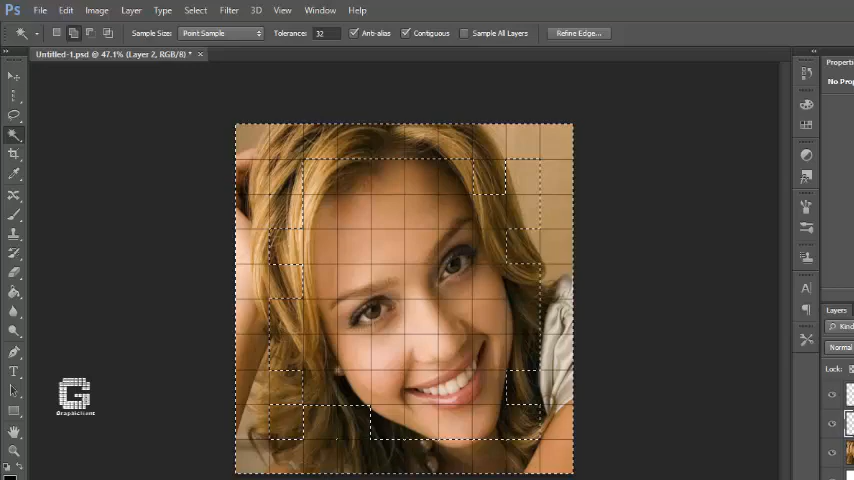 Ps File Edit Image Layer Type Select Filter 3D View Window Help
Sample Size: Point Sample Tolerance: 32 Anti-alias Contiguous Sample All Layers Refine Edge...
Untitled-1.psd @ 47.1% (Layer 2, RGB/8) * ×
Properti
No Prop
Layers
Kind
Normal
Lock: